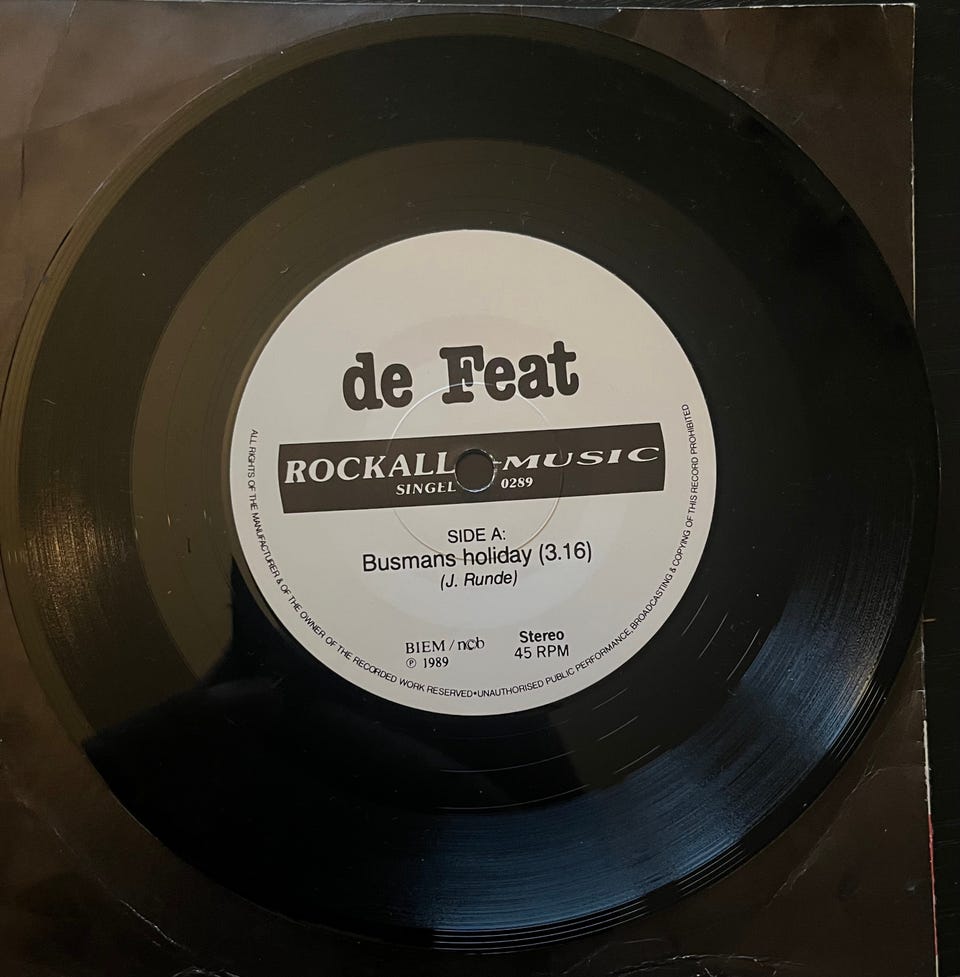 de Feat
ROCKALL MUSIC
SINGEL 0289
SIDE A:
Busmans holiday (3.16)
(J. Runde)
BIEM / ncb Stereo
℗ 1989 45 RPM
ALL RIGHTS OF THE MANUFACTURER & OF THE OWNER OF THE RECORDED WORK RESERVED•UNAUTHORISED PUBLIC PERFORMANCE, BROADCASTING & COPYING OF THIS RECORD PROHIBITED